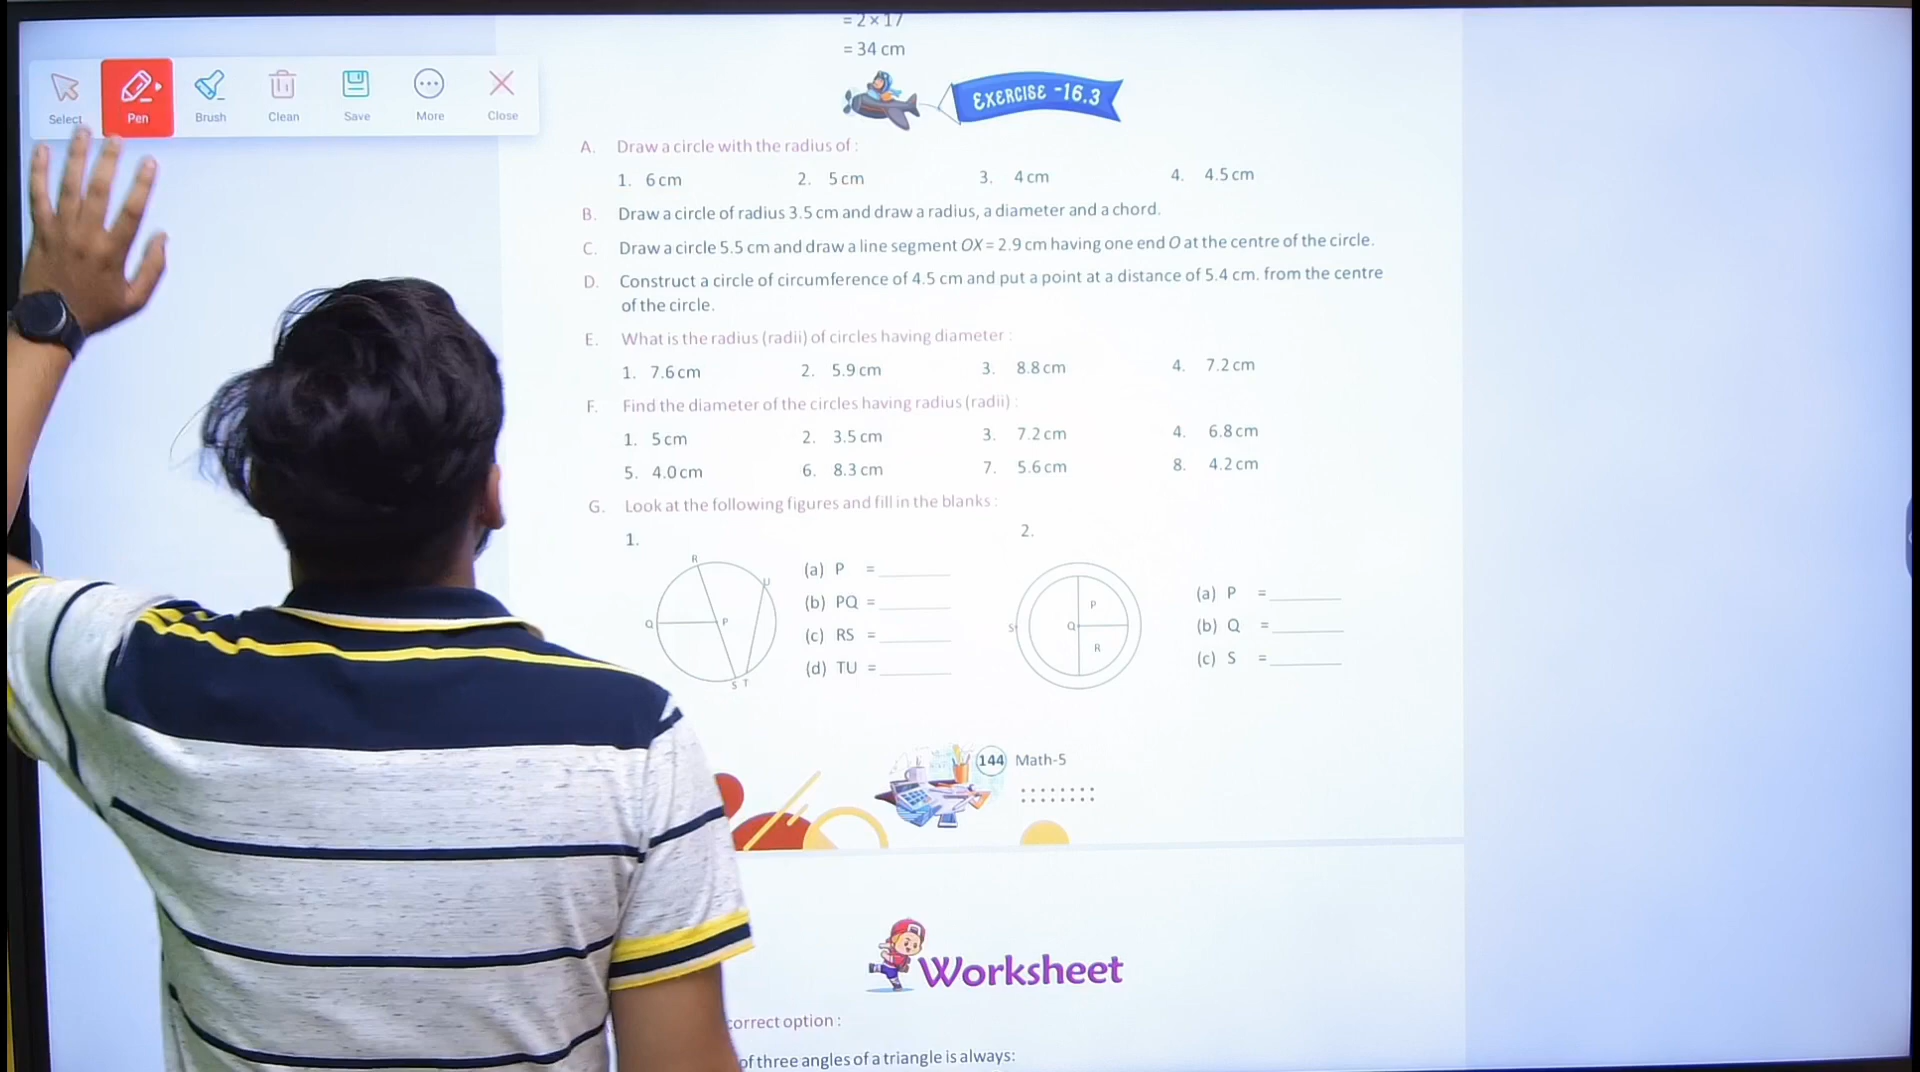 = 2 × 17
= 34 cm
Select Pen Brush Clean Save More Close
EXERCISE -16.3
A. Draw a circle with the radius of :
1. 6 cm 2. 5 cm 3. 4 cm 4. 4.5 cm
B. Draw a circle of radius 3.5 cm and draw a radius, a diameter and a chord.
C. Draw a circle 5.5 cm and draw a line segment OX = 2.9 cm having one end O at the centre of the circle.
D. Construct a circle of circumference of 4.5 cm and put a point at a distance of 5.4 cm. from the centre
of the circle.
E. What is the radius (radii) of circles having diameter :
1. 7.6 cm 2. 5.9 cm 3. 8.8 cm 4. 7.2 cm
F. Find the diameter of the circles having radius (radii) :
1. 5 cm 2. 3.5 cm 3. 7.2 cm 4. 6.8 cm
5. 4.0 cm 6. 8.3 cm 7. 5.6 cm 8. 4.2 cm
G. Look at the following figures and fill in the blanks :
1.
R
U
Q
P
S T
(a) P = ________
(b) PQ = ________
(c) RS = ________
(d) TU = ________
2.
P
S
Q
R
(a) P = ________
(b) Q = ________
(c) S = ________
144 Math-5
Worksheet
correct option :
of three angles of a triangle is always: